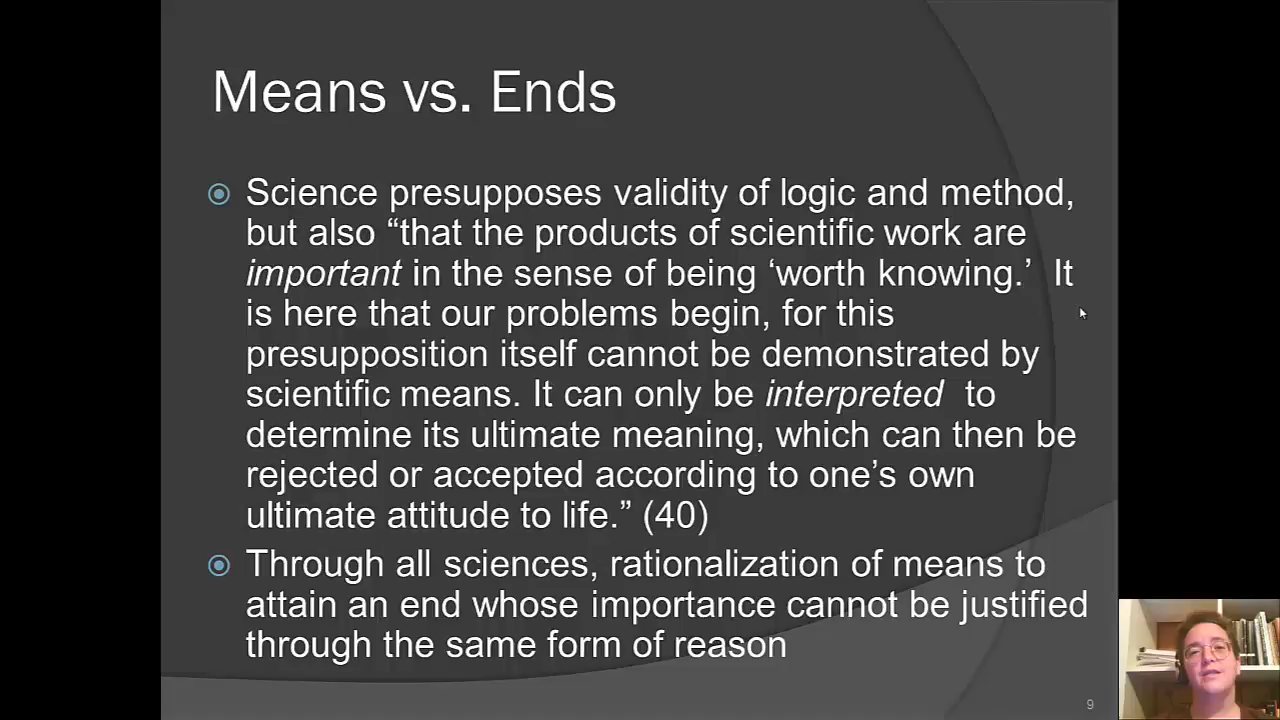 Means vs. Ends
Science presupposes validity of logic and method,
but also “that the products of scientific work are
important in the sense of being ‘worth knowing.’ It
is here that our problems begin, for this
presupposition itself cannot be demonstrated by
scientific means. It can only be interpreted to
determine its ultimate meaning, which can then be
rejected or accepted according to one’s own
ultimate attitude to life.” (40)
Through all sciences, rationalization of means to
attain an end whose importance cannot be justified
through the same form of reason
9